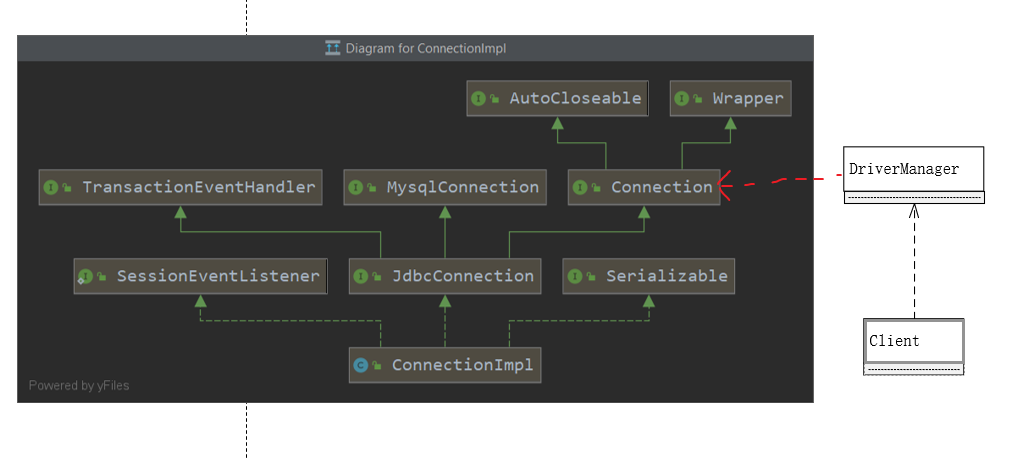 Diagram for ConnectionImpl
AutoCloseable
Wrapper
DriverManager
TransactionEventHandler
MysqlConnection
Connection
SessionEventListener
JdbcConnection
Serializable
Client
ConnectionImpl
Powered by yFiles